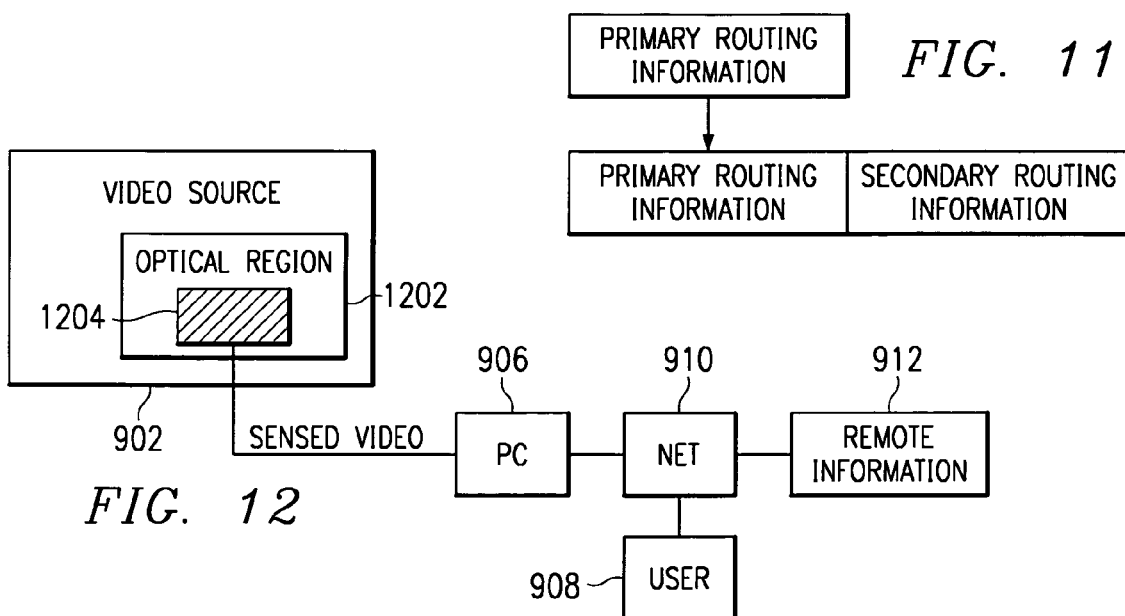 PRIMARY ROUTING
INFORMATION
FIG. 11
PRIMARY ROUTING
INFORMATION
SECONDARY ROUTING
INFORMATION
VIDEO SOURCE
OPTICAL REGION
1204
1202
902
SENSED VIDEO
906
PC
910
NET
912
REMOTE
INFORMATION
908
USER
FIG. 12